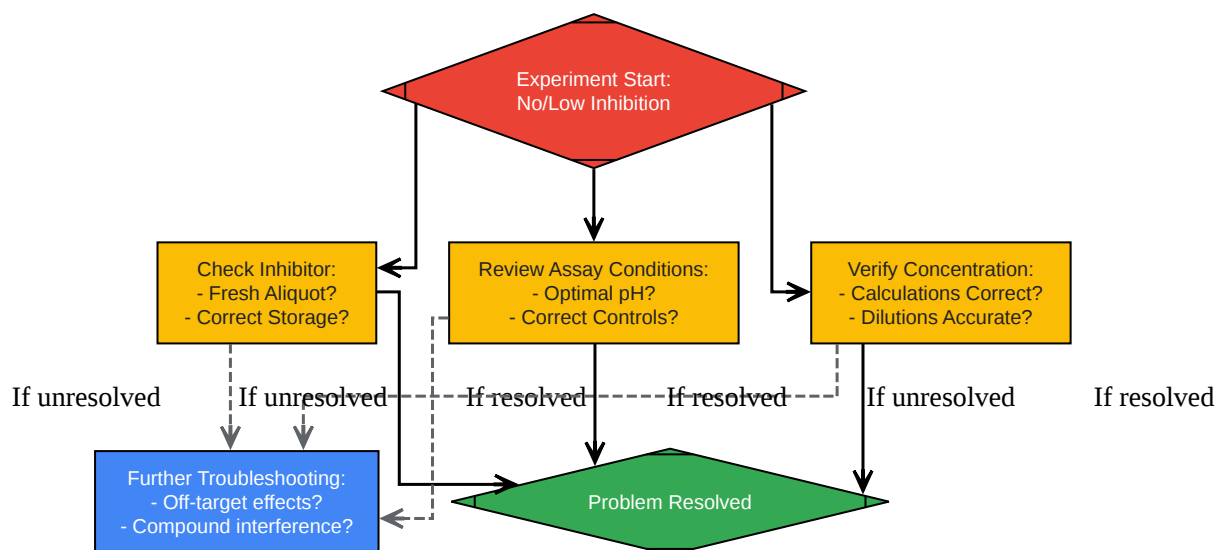 Experiment Start:
No/Low Inhibition
Check Inhibitor:
- Fresh Aliquot?
- Correct Storage?
Review Assay Conditions:
- Optimal pH?
- Correct Controls?
Verify Concentration:
- Calculations Correct?
- Dilutions Accurate?
If unresolved
If unresolved
If resolved
If resolved
If unresolved
If resolved
Further Troubleshooting:
- Off-target effects?
- Compound interference?
Problem Resolved